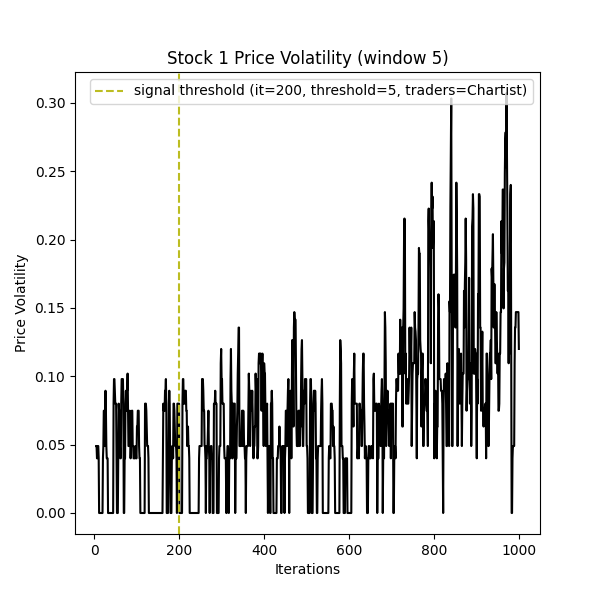 Stock 1 Price Volatility (window 5)
signal threshold (it=200, threshold=5, traders=Chartist)
Price Volatility
0.30
0.25
0.20
0.15
0.10
0.05
0.00
0 200 400 600 800 1000
Iterations